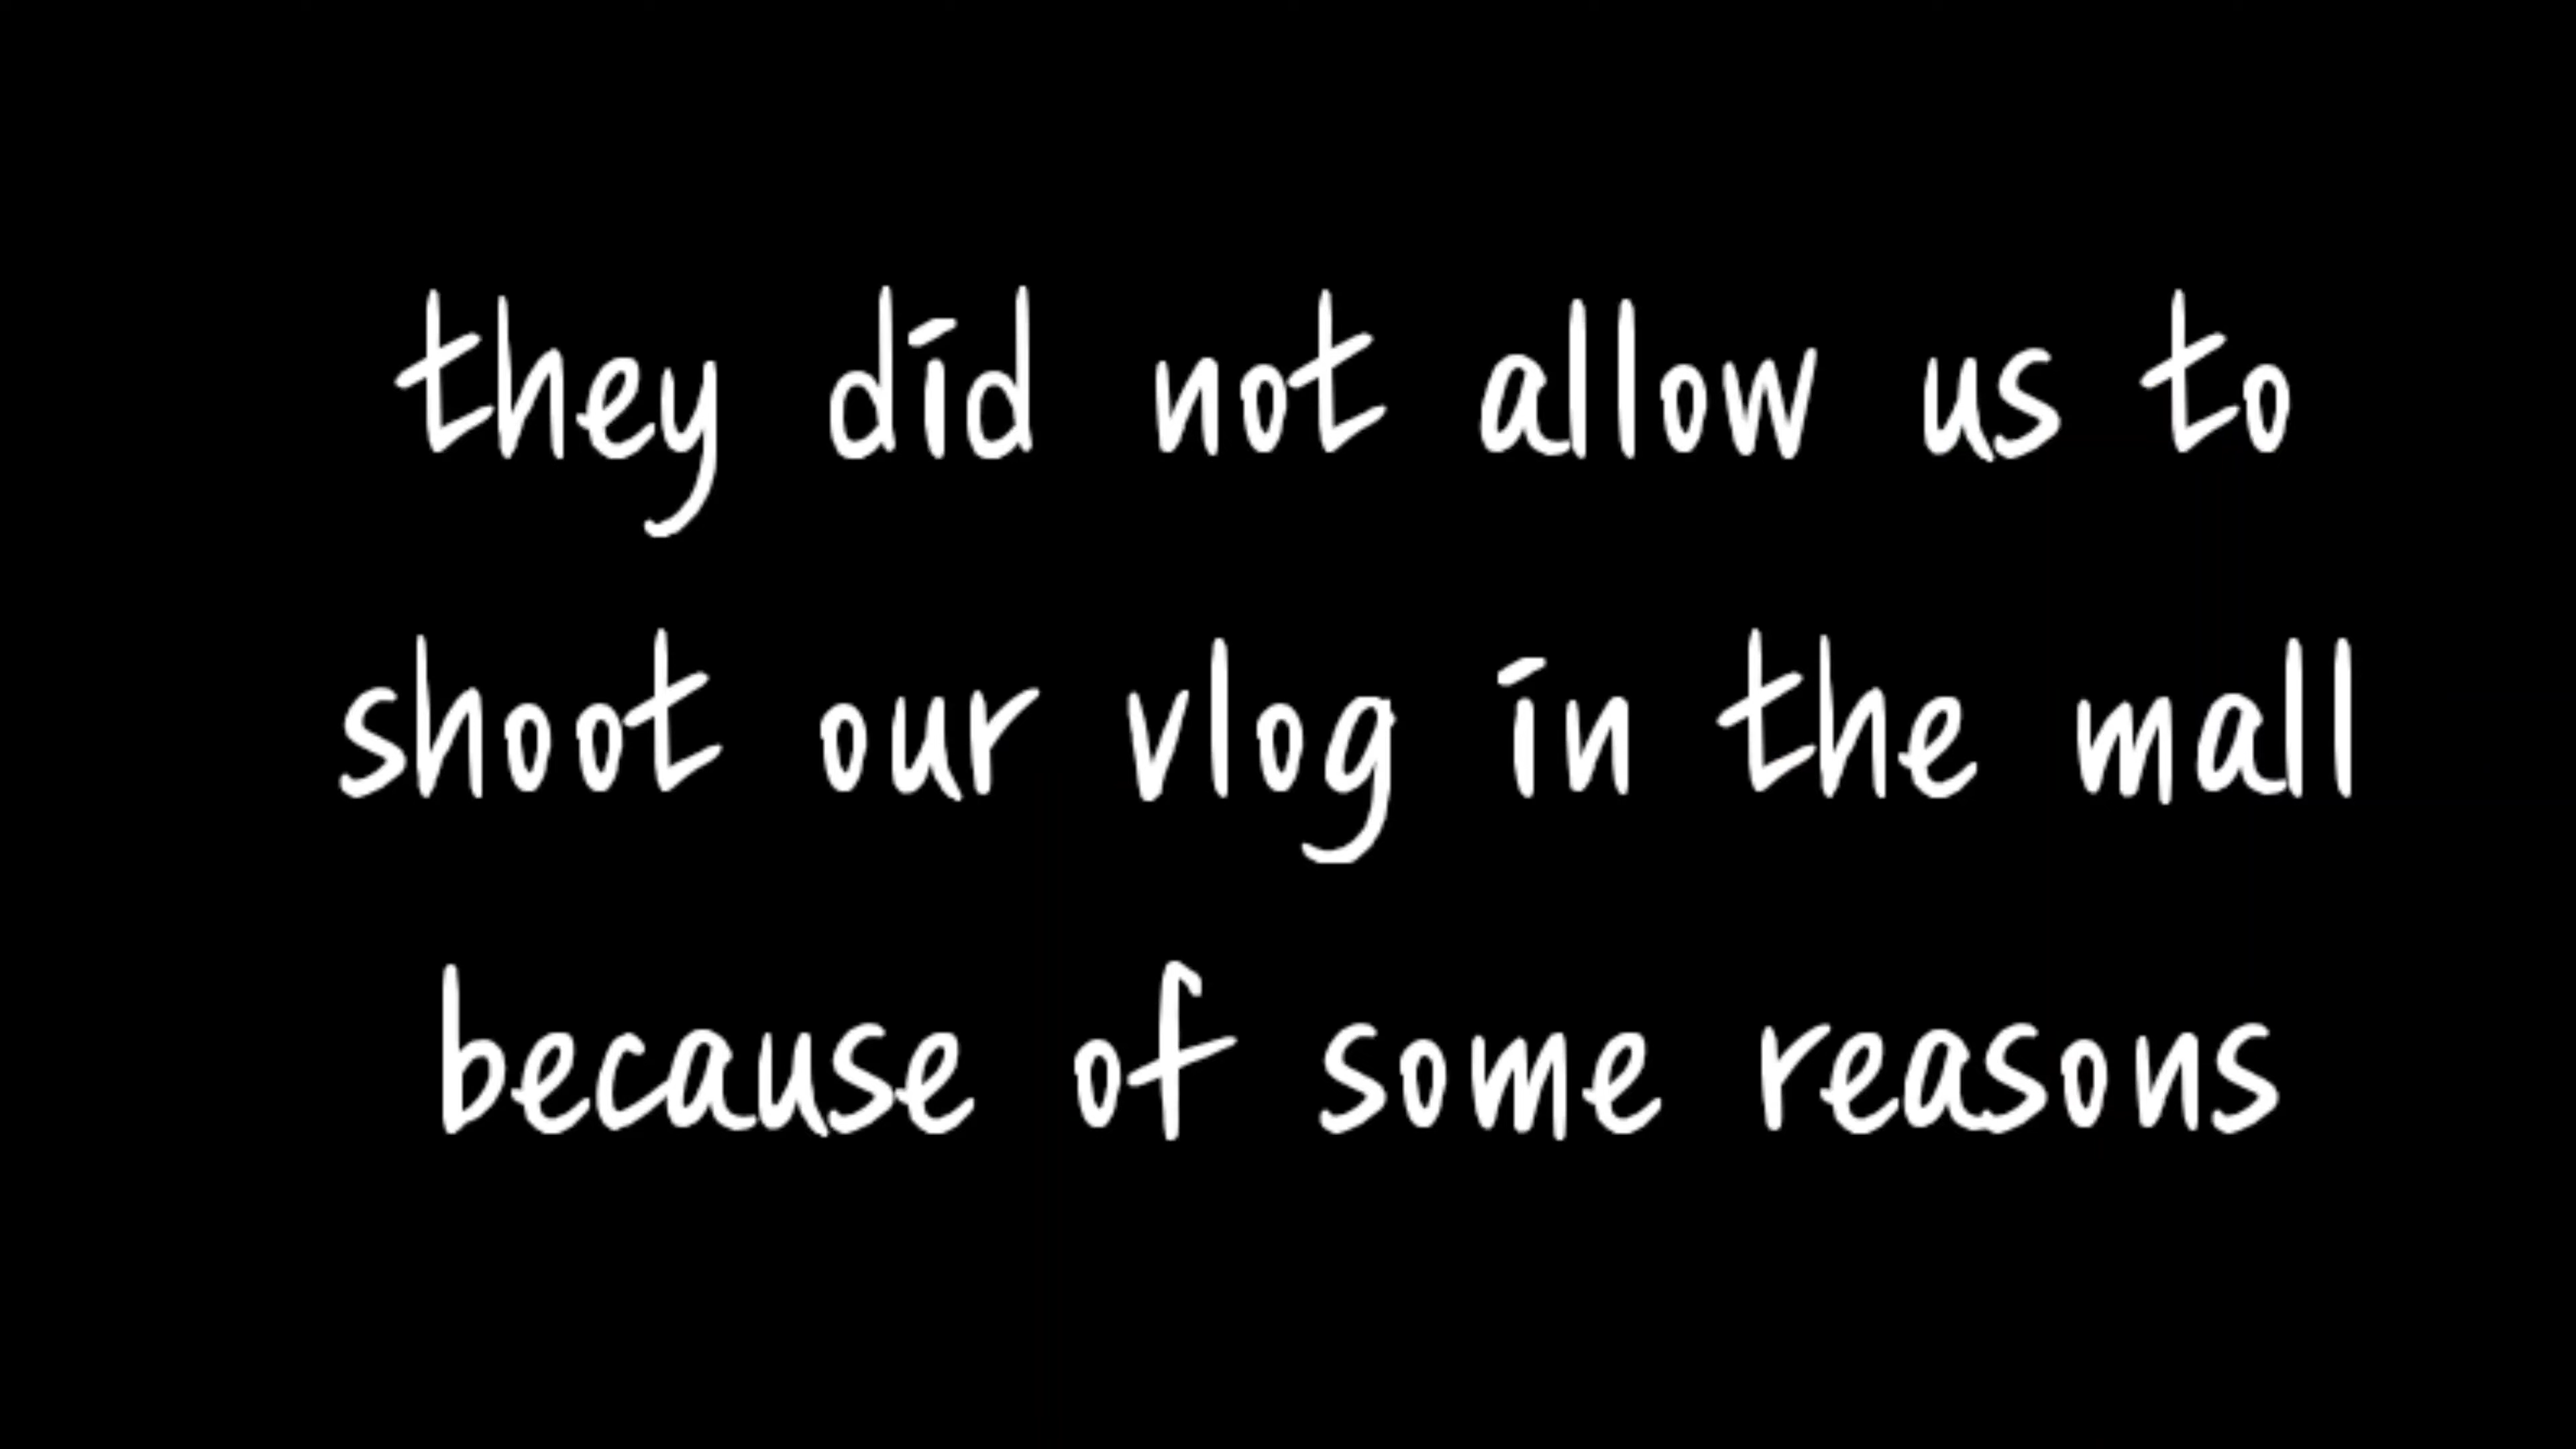 they did not allow us to
shoot our vlog in the mall
because of some reasons